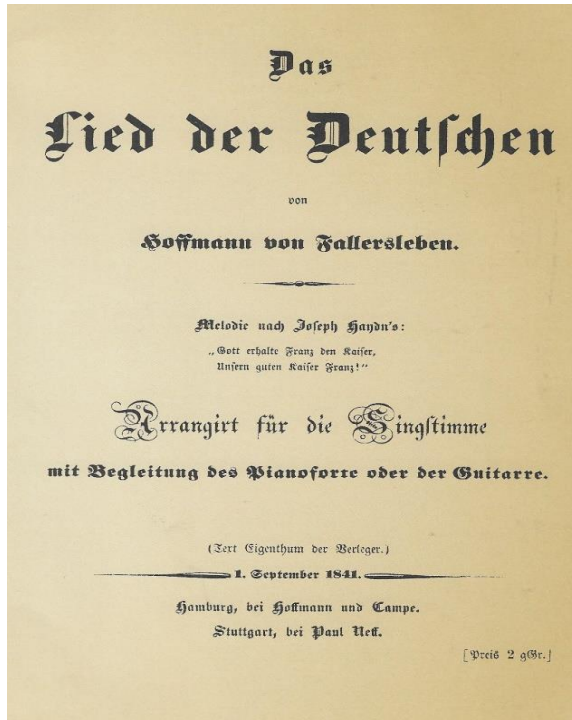 Das
Lied der Deutſchen
von
Hoffmann von Fallersleben.
Melodie nach Joſeph Haydn's:
„Gott erhalte Franz den Kaiſer,
Unſern guten Kaiſer Franz!"
Arrangirt für die Singſtimme
mit Begleitung des Pianoforte oder der Guitarre.
(Text Eigenthum der Verleger.)
1. September 1841.
Hamburg, bei Hoffmann und Campe.
Stuttgart, bei Paul Neff.
[Preis 2 gGr.]